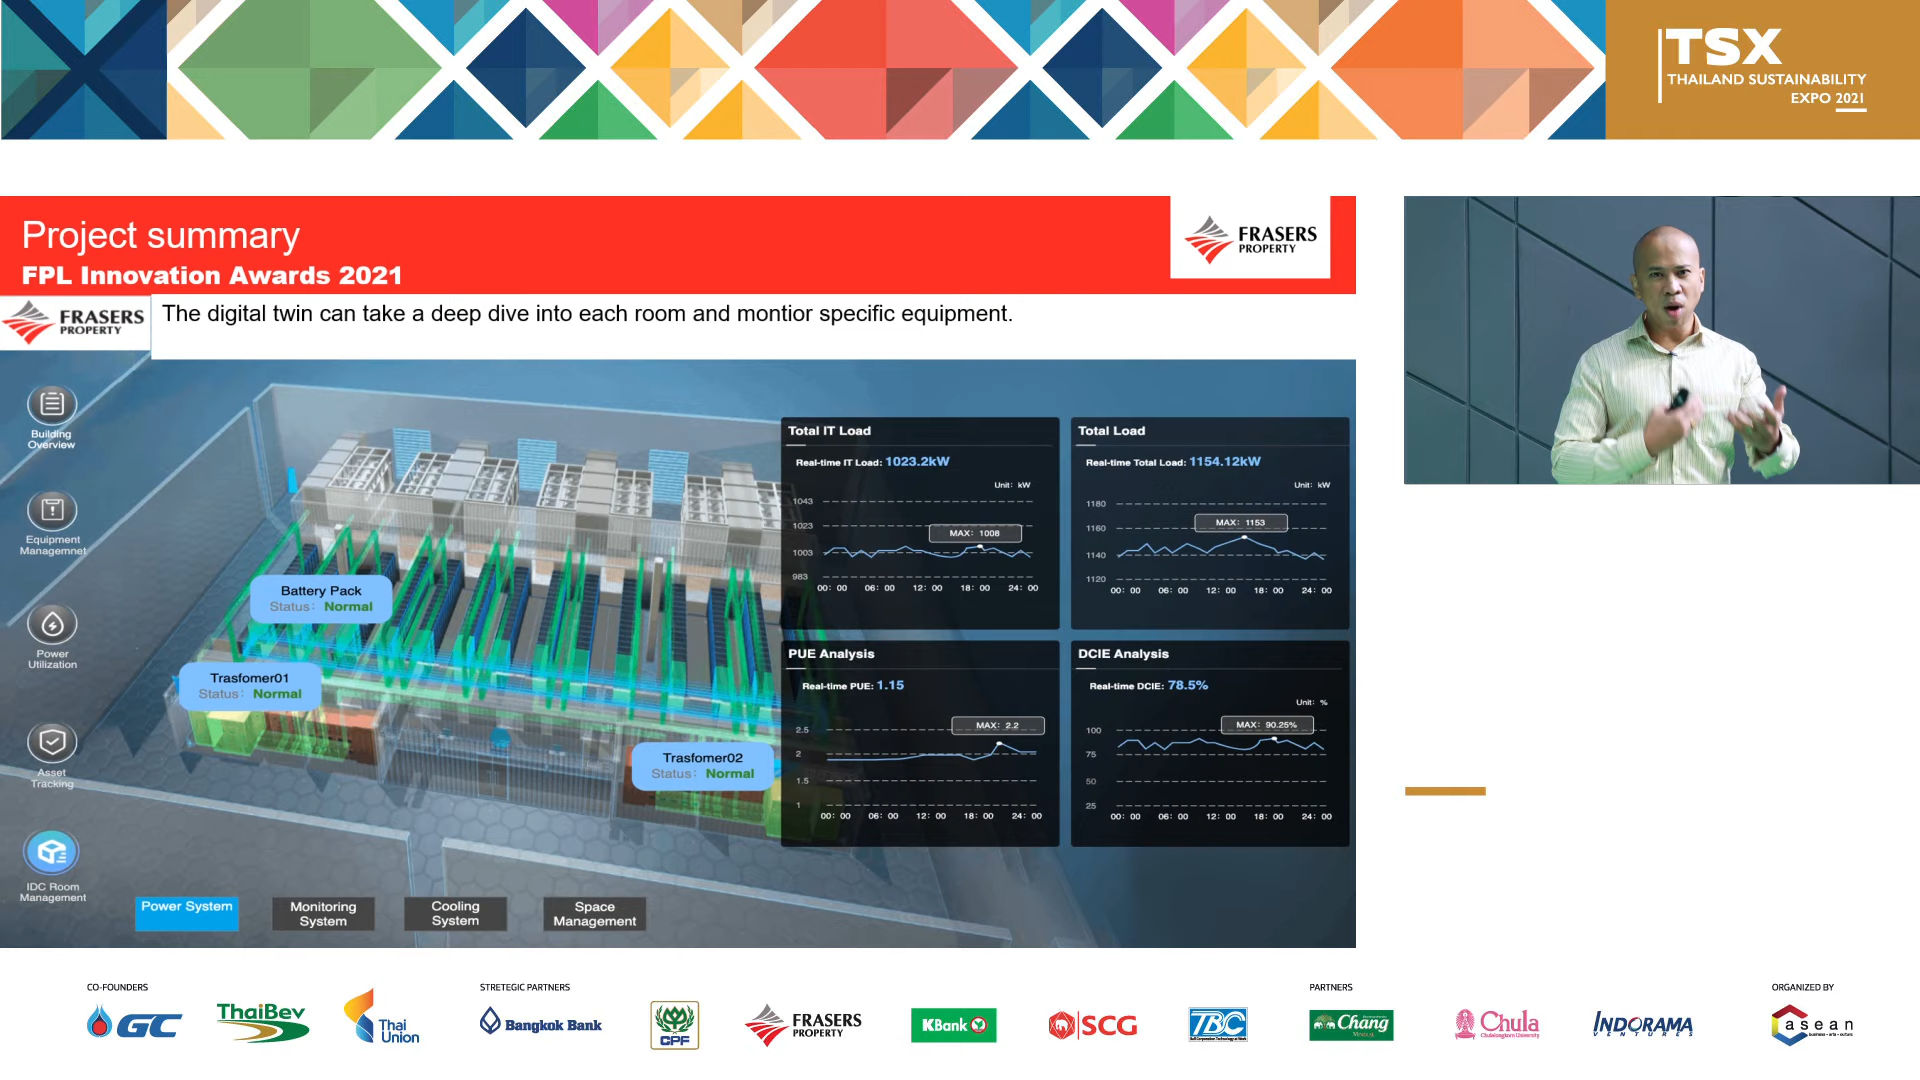 TSX
THAILAND SUSTAINABILITY
EXPO 2021
Project summary
FPL Innovation Awards 2021
FRASERS
PROPERTY
FRASERS
PROPERTY
The digital twin can take a deep dive into each room and montior specific equipment.
Building
Overview
Equipment
Managemnet
Power
Utilization
Asset
Tracking
IDC Room
Management
Battery Pack
Status: Normal
Trasfomer01
Status: Normal
Trasfomer02
Status: Normal
Total IT Load
Real-time IT Load: 1023.2kW
Unit: kW
1043
1023
MAX: 1008
1003
983
00: 00 06: 00 12: 00 18: 00 24: 00
Total Load
Real-time Total Load: 1154.12kW
Unit: kW
1180
MAX: 1153
1160
1140
1120
00: 00 06: 00 12: 00 18: 00 24: 00
PUE Analysis
Real-time PUE: 1.15
MAX: 2.2
2.5
2
1.5
1
00: 00 06: 00 12: 00 18: 00 24: 00
DCIE Analysis
Real-time DCIE: 78.5%
Unit: %
MAX: 90.25%
100
75
50
25
00: 00 06: 00 12: 00 18: 00 24: 00
Power System
Monitoring
System
Cooling
System
Space
Management
CO-FOUNDERS
GC
ThaiBev
Thai
Union
STRETEGIC PARTNERS
Bangkok Bank
CPF
FRASERS
PROPERTY
KBank
SCG
TBC
PARTNERS
Chang
Chula
Chulalongkorn University
INDORAMA
VENTURES
ORGANIZED BY
asean